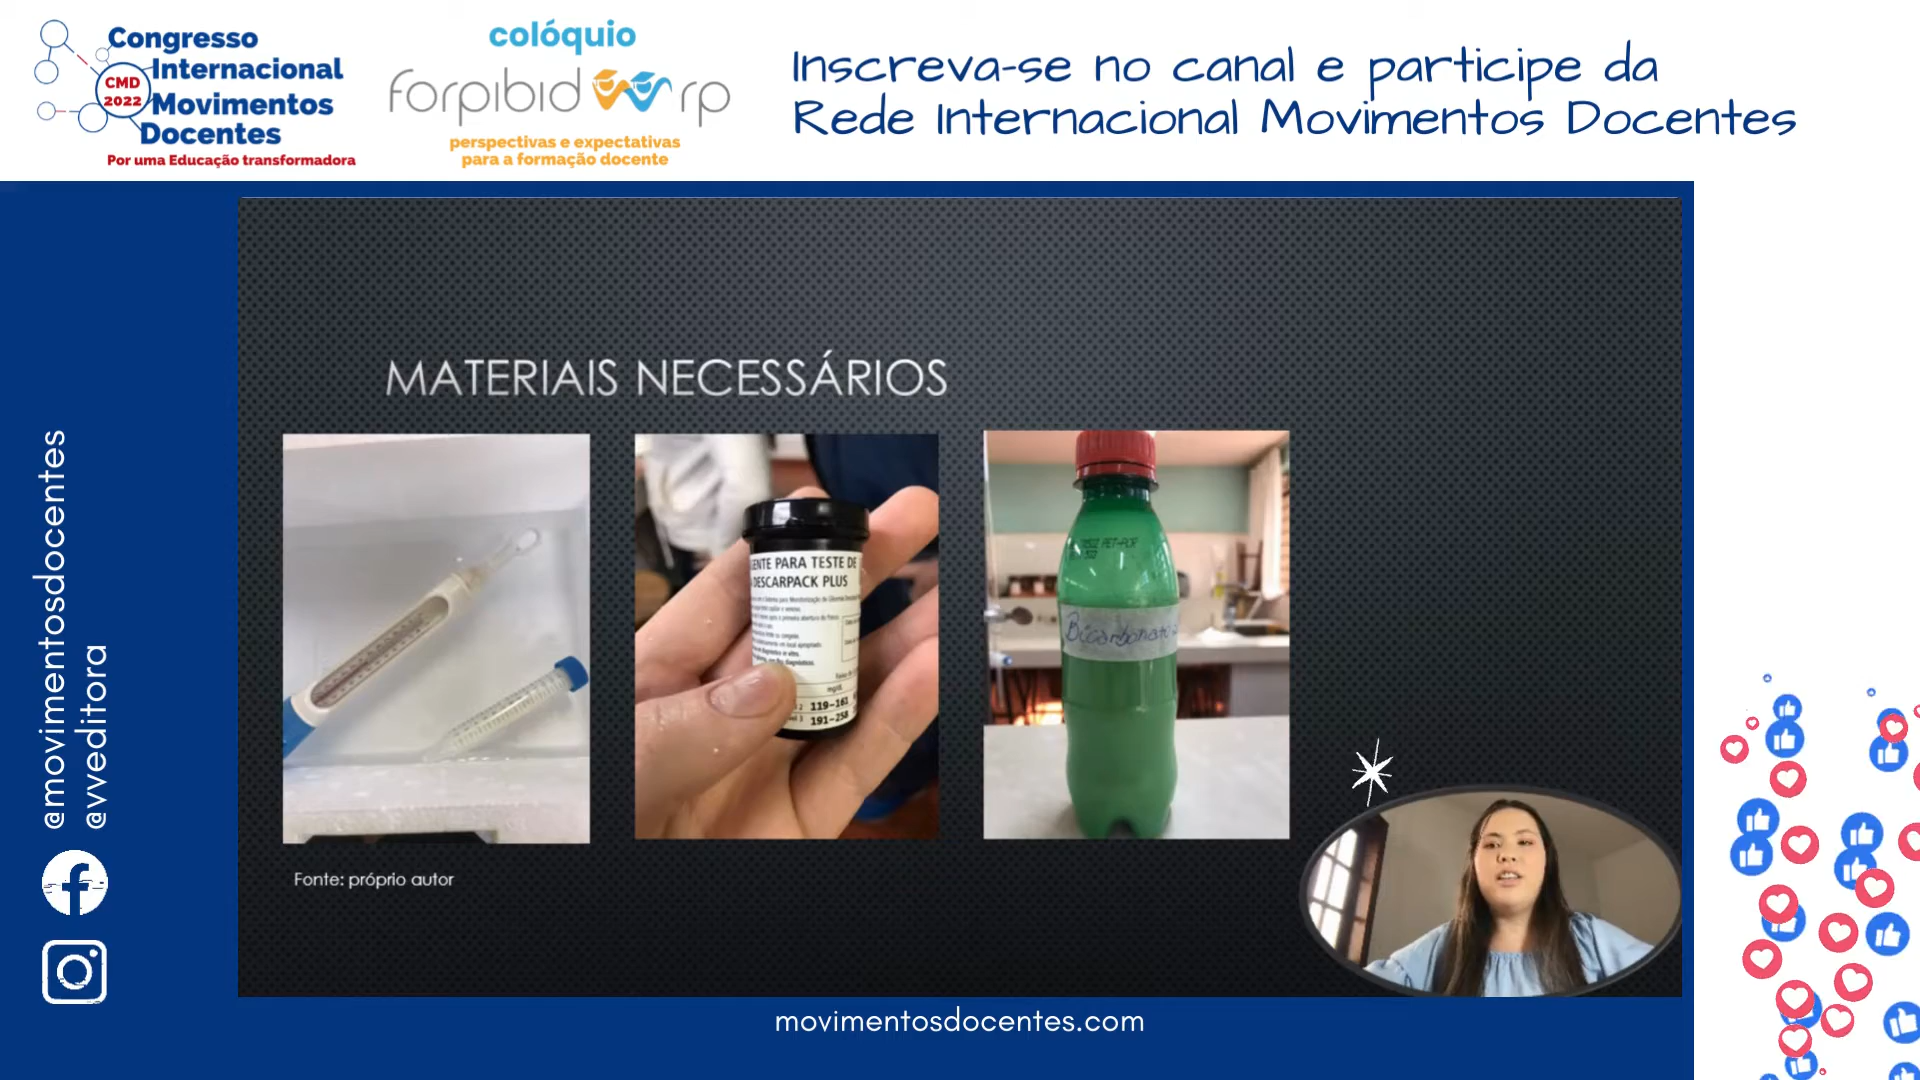 Congresso
Internacional
CMD
2022
Movimentos
Docentes
Por uma Educação transformadora
colóquio
forpibid rp
perspectivas e expectativas
para a formação docente
Inscreva-se no canal e participe da
Rede Internacional Movimentos Docentes
@movimentosdocentes
@vveditora
MATERIAIS NECESSÁRIOS
ENTE PARA TESTE DE
DESCARPACK PLUS
mg/dL
119-161
191-258
Bicarbonato
Fonte: próprio autor
movimentosdocentes.com